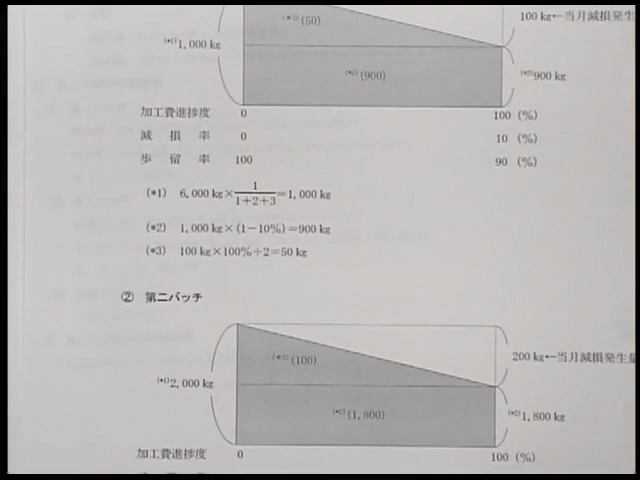 (*3)(50)
100 kg←当月減損発生
(*1)1,000 kg
(*2)(900)
(*2)900 kg
加工費進捗度 0 100 (%)
減損率 0 10 (%)
歩留率 100 90 (%)
(*1) 6,000 kg×1/1+2+3=1,000 kg
(*2) 1,000 kg×(1−10%)=900 kg
(*3) 100 kg×100%÷2=50 kg
② 第二バッチ
(*3)(100)
200 kg←当月減損発生量
(*1)2,000 kg
(*2)(1,800)
(*2)1,800 kg
加工費進捗度 0 100 (%)